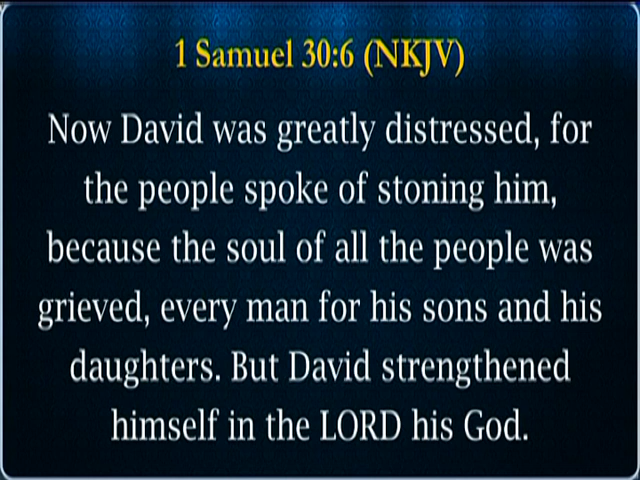 1 Samuel 30:6 (NKJV)
Now David was greatly distressed, for
the people spoke of stoning him,
because the soul of all the people was
grieved, every man for his sons and his
daughters. But David strengthened
himself in the LORD his God.